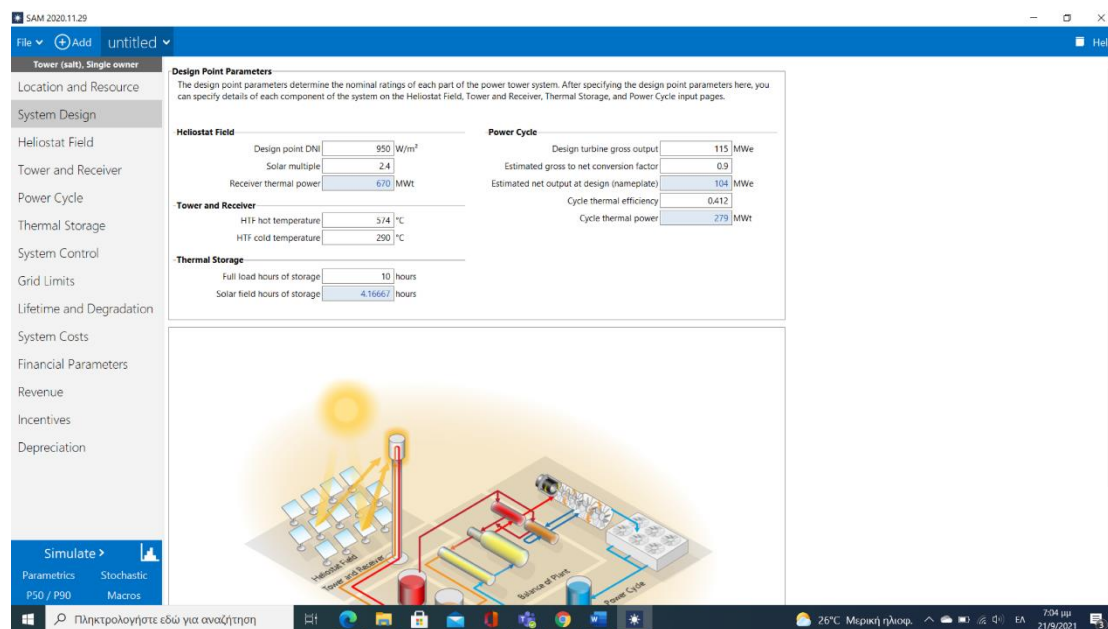 SAM 2020.11.29
File Add untitled Hel
Tower (salt), Single owner
Location and Resource
System Design
Heliostat Field
Tower and Receiver
Power Cycle
Thermal Storage
System Control
Grid Limits
Lifetime and Degradation
System Costs
Financial Parameters
Revenue
Incentives
Depreciation
Simulate >
Parametrics Stochastic
P50 / P90 Macros
Design Point Parameters
The design point parameters determine the nominal ratings of each part of the power tower system. After specifying the design point parameters here, you
can specify details of each component of the system on the Heliostat Field, Tower and Receiver, Thermal Storage, and Power Cycle input pages.
Heliostat Field
Design point DNI 950 W/m²
Solar multiple 2.4
Receiver thermal power 670 MWt
Tower and Receiver
HTF hot temperature 574 °C
HTF cold temperature 290 °C
Thermal Storage
Full load hours of storage 10 hours
Solar field hours of storage 4.16667 hours
Power Cycle
Design turbine gross output 115 MWe
Estimated gross to net conversion factor 0.9
Estimated net output at design (nameplate) 104 MWe
Cycle thermal efficiency 0.412
Cycle thermal power 279 MWt
Heliostat Field
Tower and Receiver
Balance of Plant
Power Cycle
Πληκτρολογήστε εδώ για αναζήτηση
26°C Μερική ηλιοφ. ΕΛ
7:04 μμ
21/9/2021